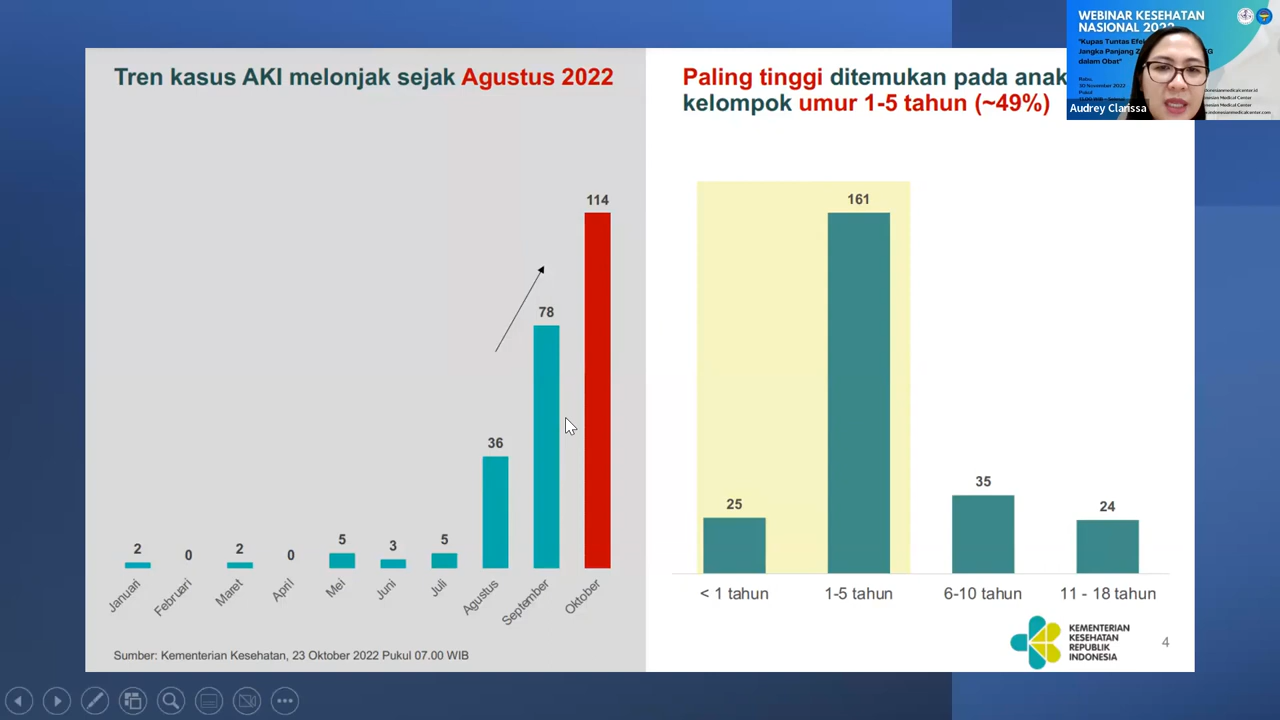 Tren kasus AKI melonjak sejak Agustus 2022
114
78
36
5
3
5
2
0
2
0
Januari
Februari
Maret
April
Mei
Juni
Juli
Agustus
September
Oktober
Sumber: Kementerian Kesehatan, 23 Oktober 2022 Pukul 07.00 WIB
Paling tinggi ditemukan pada anak
kelompok umur 1-5 tahun (~49%)
161
25
35
24
< 1 tahun
1-5 tahun
6-10 tahun
11 - 18 tahun
KEMENTERIAN
KESEHATAN
REPUBLIK
INDONESIA
4
WEBINAR KESEHATAN
NASIONAL 2022
"Kupas Tuntas
Jangka Panjang
dalam Obat"
Rabu,
30 November 2022
Pukul
Audrey Clarissa